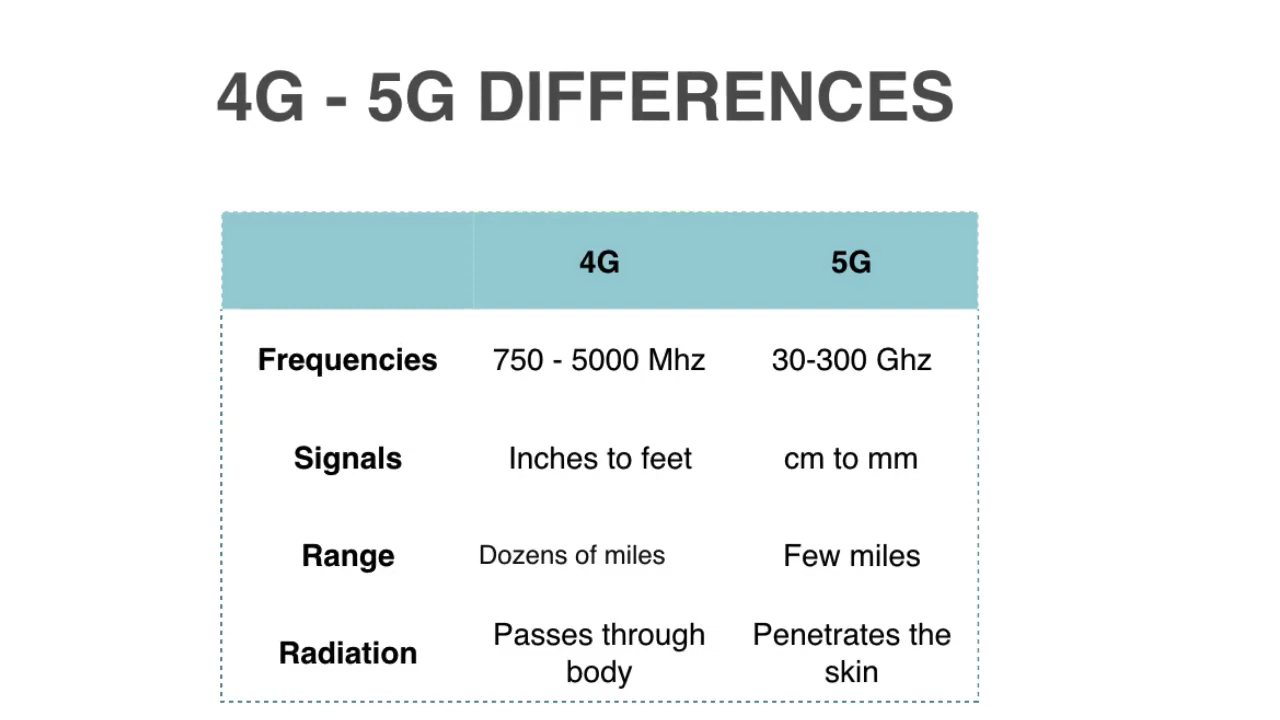 4G - 5G DIFFERENCES
4G 5G
Frequencies 750 - 5000 Mhz 30-300 Ghz
Signals Inches to feet cm to mm
Range Dozens of miles Few miles
Radiation Passes through body Penetrates the skin